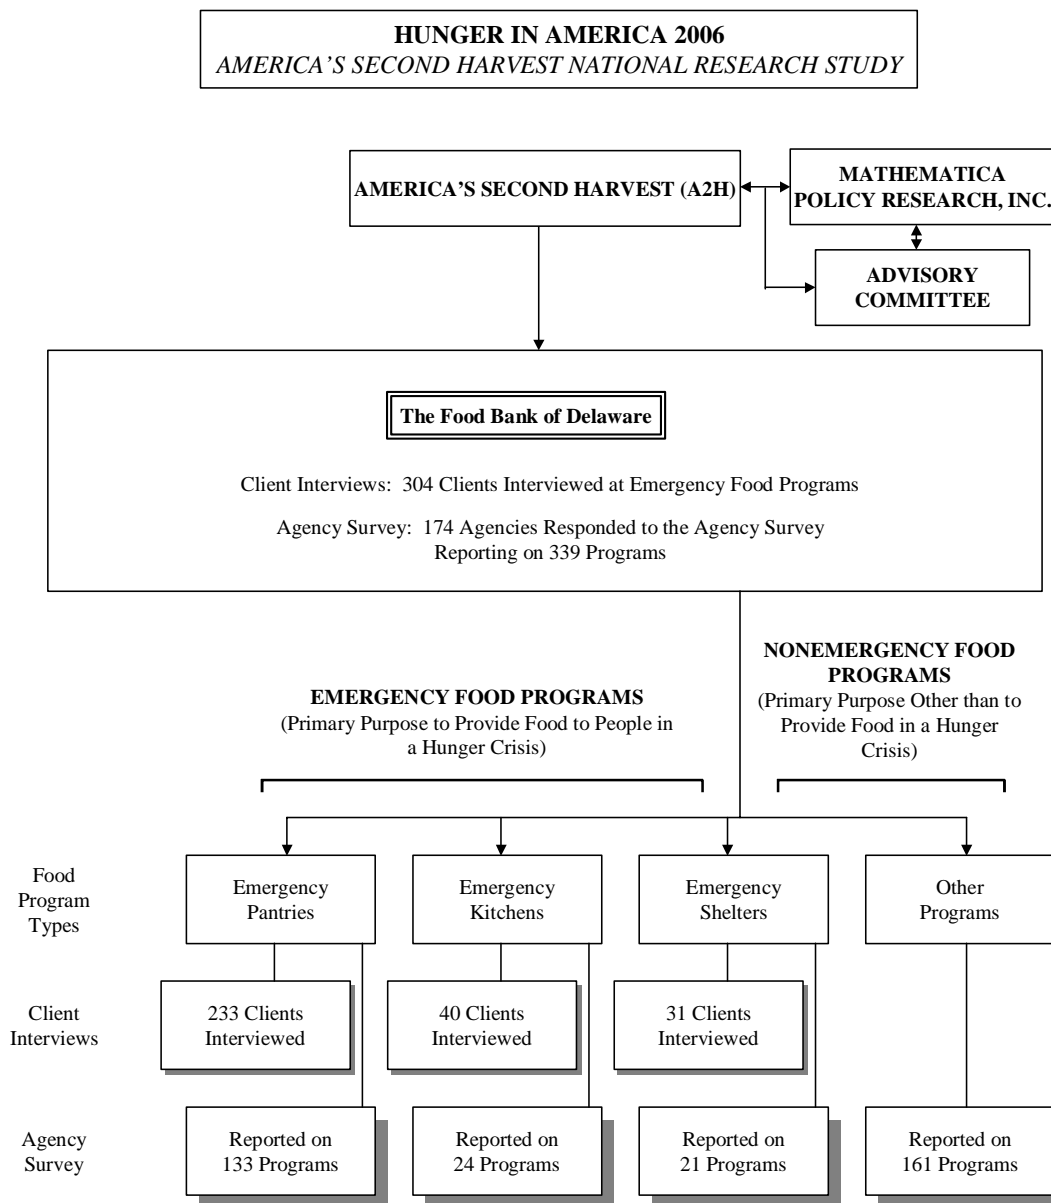 HUNGER IN AMERICA 2006
AMERICA'S SECOND HARVEST NATIONAL RESEARCH STUDY
AMERICA'S SECOND HARVEST (A2H)
MATHEMATICA
POLICY RESEARCH, INC.
ADVISORY
COMMITTEE
The Food Bank of Delaware
Client Interviews: 304 Clients Interviewed at Emergency Food Programs
Agency Survey: 174 Agencies Responded to the Agency Survey
Reporting on 339 Programs
EMERGENCY FOOD PROGRAMS
(Primary Purpose to Provide Food to People in
a Hunger Crisis)
NONEMERGENCY FOOD
PROGRAMS
(Primary Purpose Other than to
Provide Food in a Hunger
Crisis)
Food
Program
Types
Emergency
Pantries
Emergency
Kitchens
Emergency
Shelters
Other
Programs
Client
Interviews
233 Clients
Interviewed
40 Clients
Interviewed
31 Clients
Interviewed
Agency
Survey
Reported on
133 Programs
Reported on
24 Programs
Reported on
21 Programs
Reported on
161 Programs